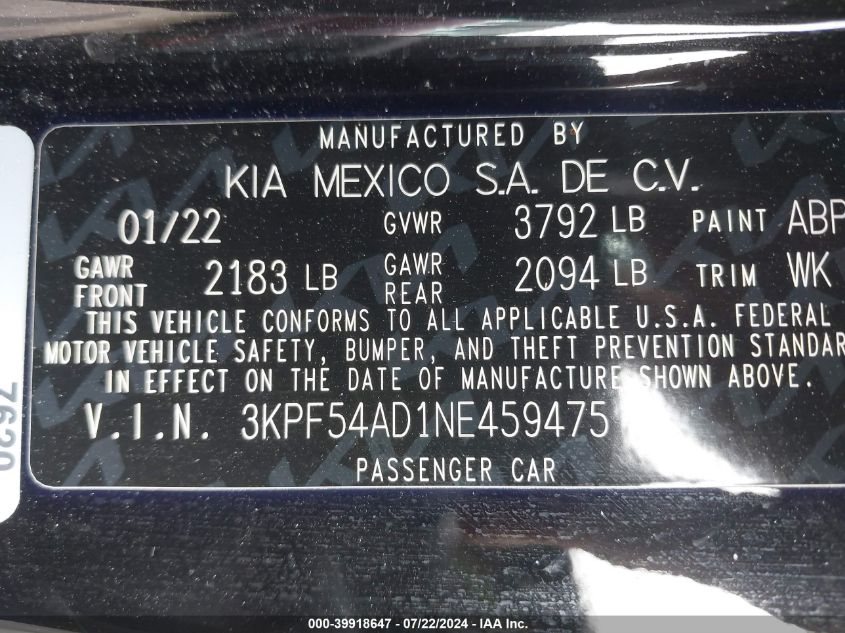 MANUFACTURED BY
KIA MEXICO S.A. DE C.V.
01/22 GVWR 3792 LB PAINT ABP
GAWR FRONT 2183 LB GAWR REAR 2094 LB TRIM WK
THIS VEHICLE CONFORMS TO ALL APPLICABLE U.S.A. FEDERAL
MOTOR VEHICLE SAFETY, BUMPER, AND THEFT PREVENTION STANDAR
IN EFFECT ON THE DATE OF MANUFACTURE SHOWN ABOVE.
V.I.N. 3KPF54AD1NE459475
PASSENGER CAR
7620
000-39918647 - 07/22/2024 - IAA Inc.